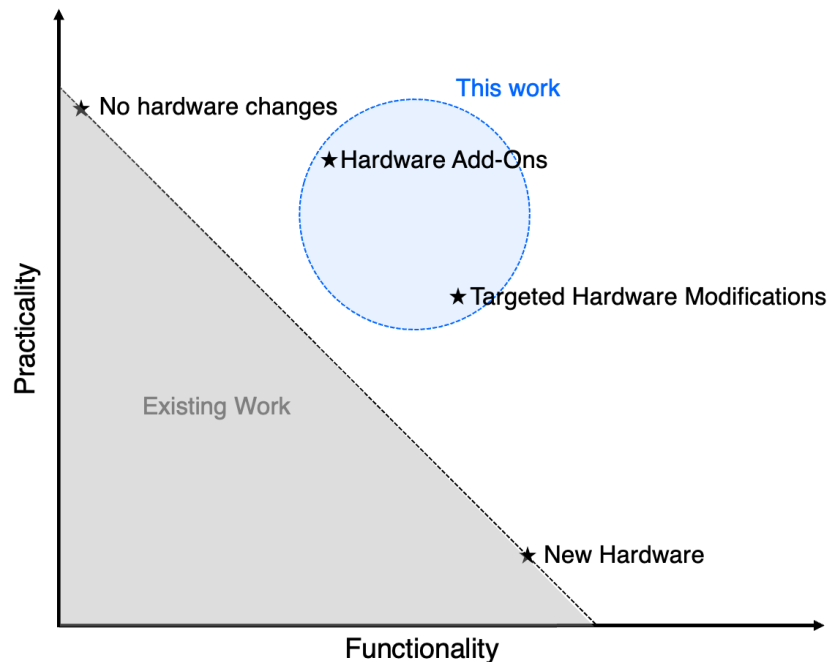 This work
No hardware changes
Hardware Add-Ons
Targeted Hardware Modifications
Practicality
Existing Work
New Hardware
Functionality